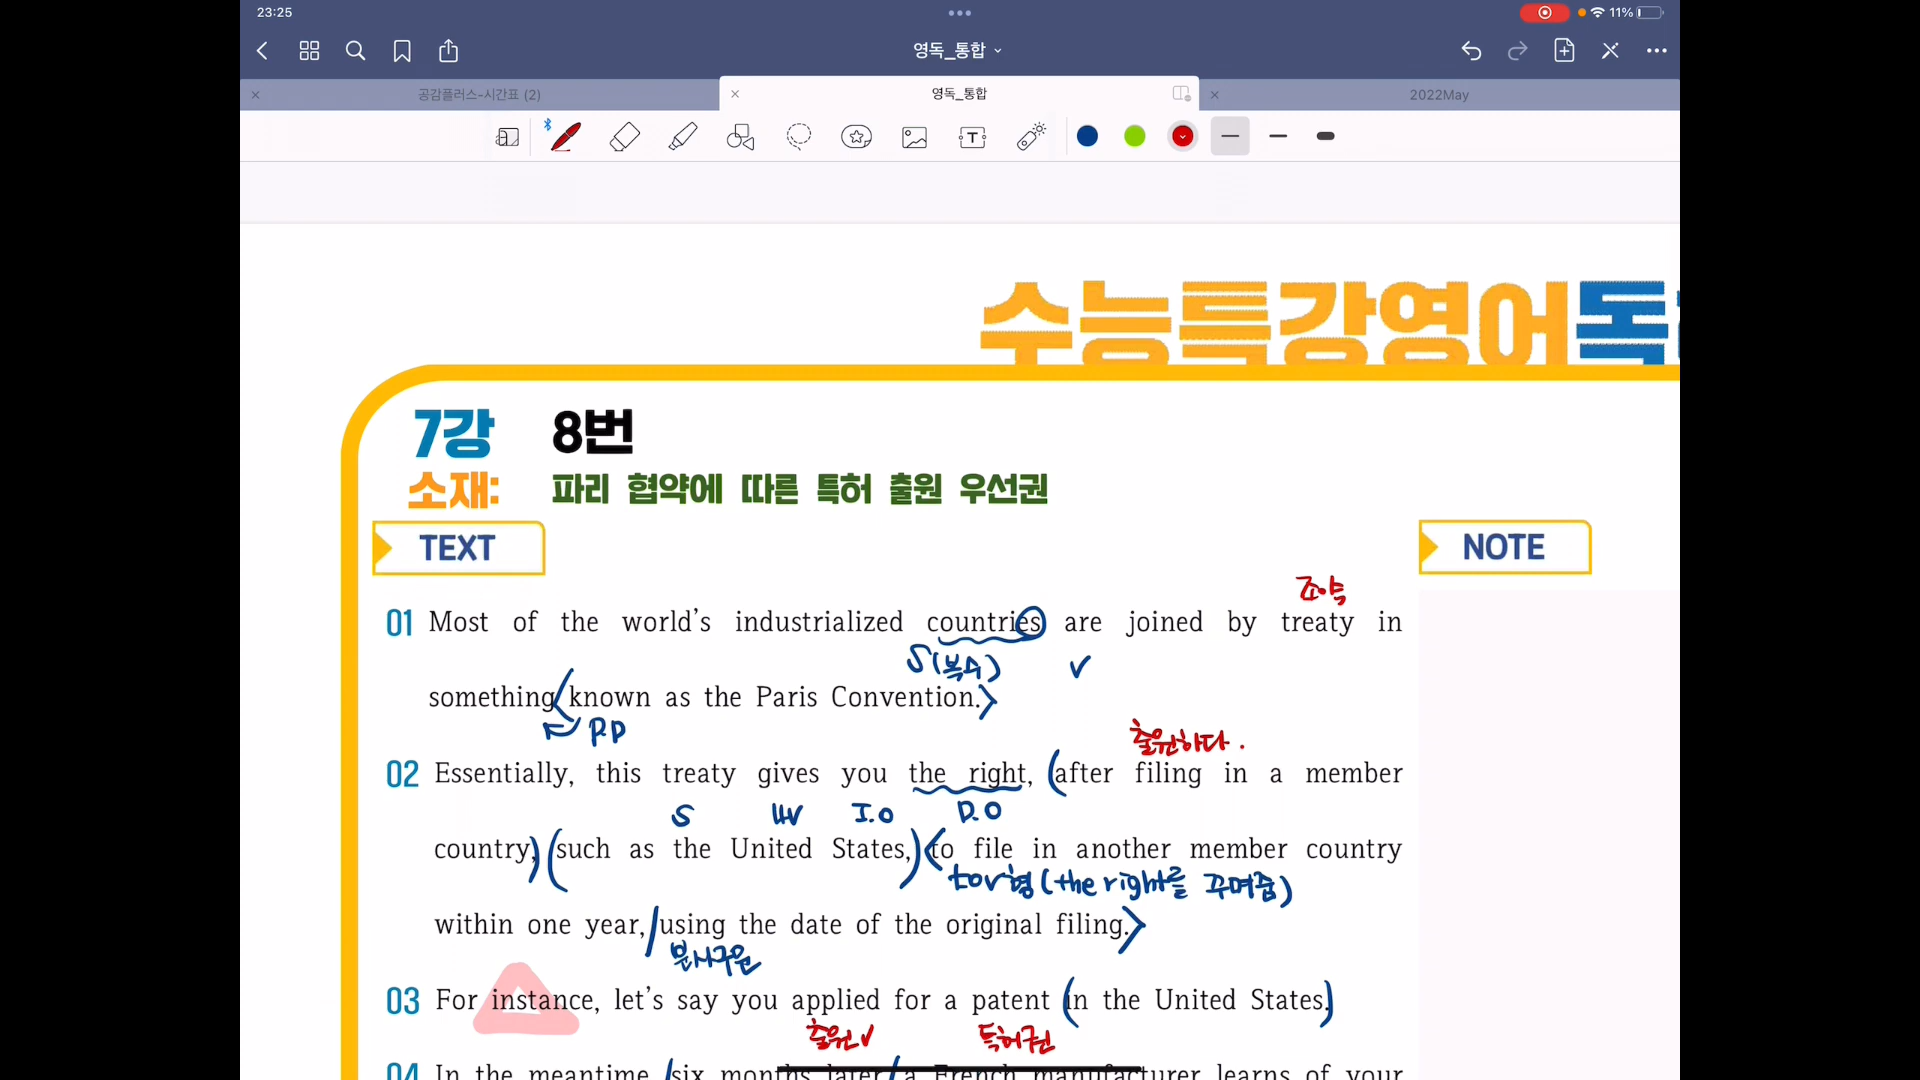 23:25
11%
영독_통합
공감플러스-시간표 (2)
영독_통합
2022May
수능특강영어독
7강 8번
소재: 파리 협약에 따른 특허 출원 우선권
TEXT
NOTE
조약
01 Most of the world's industrialized countries are joined by treaty in
S(복수) V
something known as the Paris Convention.
P.P
출원하다.
02 Essentially, this treaty gives you the right, (after filing in a member
S I.O D.O
country,) (such as the United States,) to file in another member country
to v 형 (the right를 꾸며줌)
within one year, / using the date of the original filing.
분사구문
03 For instance, let's say you applied for a patent (in the United States.)
출원 특허권
04 In the meantime six months later a French manufacturer learns of your